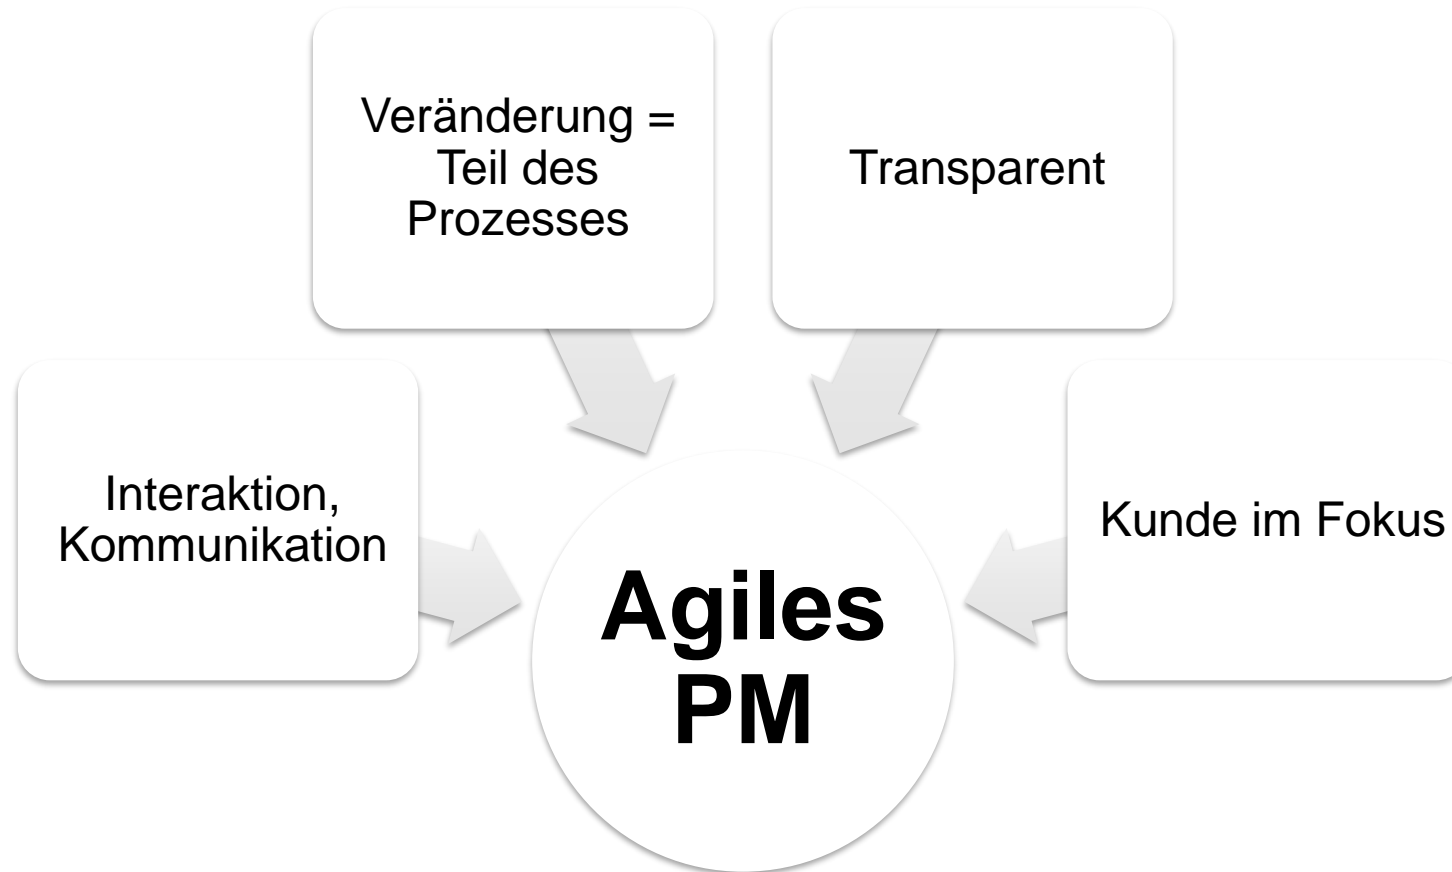 Veränderung =
Teil des
Prozesses
Transparent
Interaktion,
Kommunikation
Kunde im Fokus
Agiles
PM